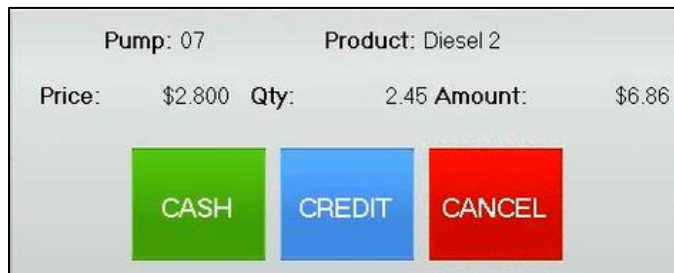 Pump: 07 Product: Diesel 2
Price: $2.800 Qty: 2.45 Amount: $6.86
CASH CREDIT CANCEL